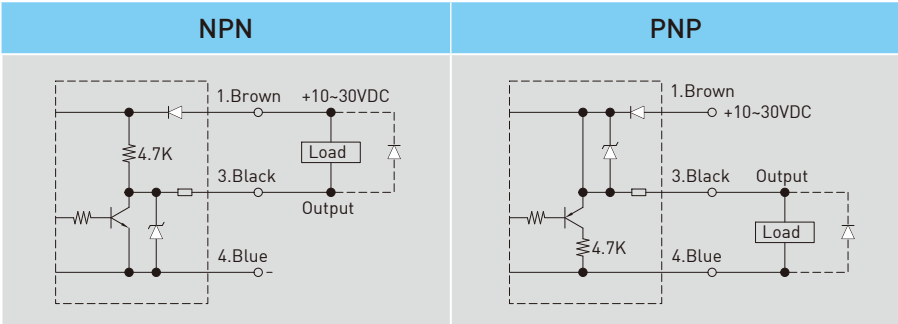 NPN
1.Brown +10~30VDC
4.7K
Load
3.Black
Output
4.Blue -
PNP
1.Brown
+10~30VDC
3.Black Output
Load
4.7K
4.Blue